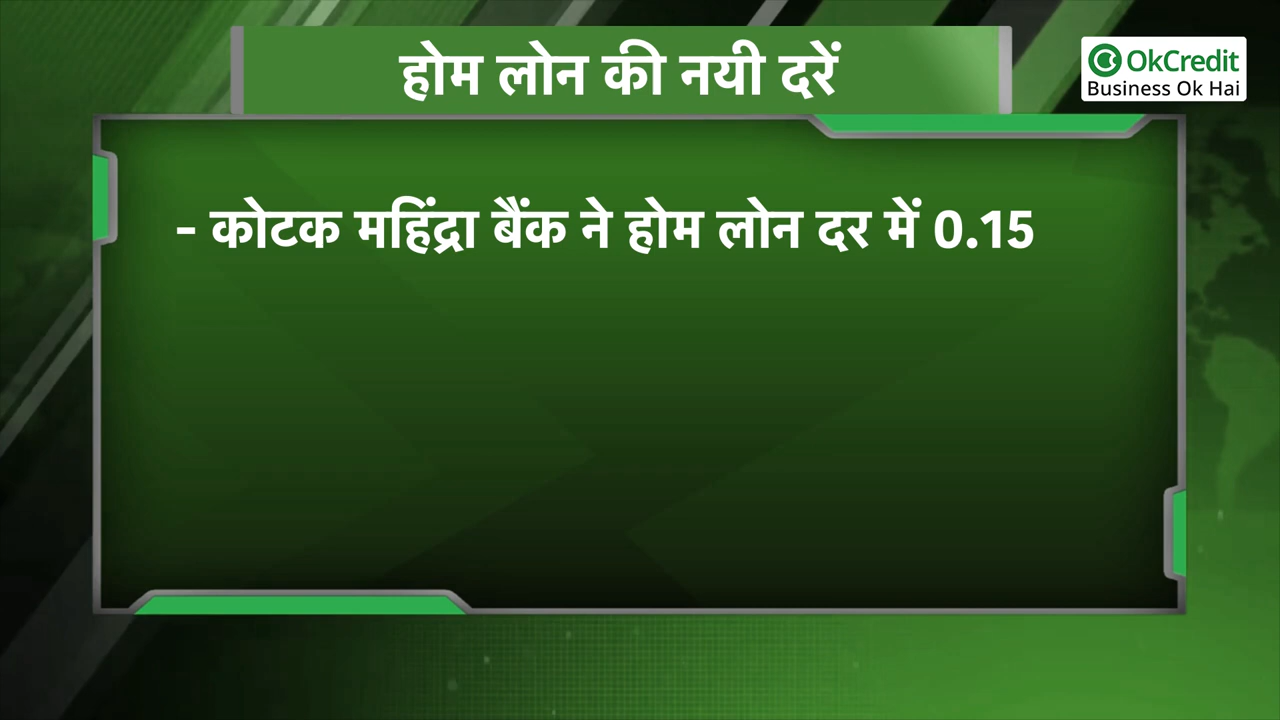 होम लोन की नयी दरें
OkCredit
Business Ok Hai
- कोटक महिंद्रा बैंक ने होम लोन दर में 0.15